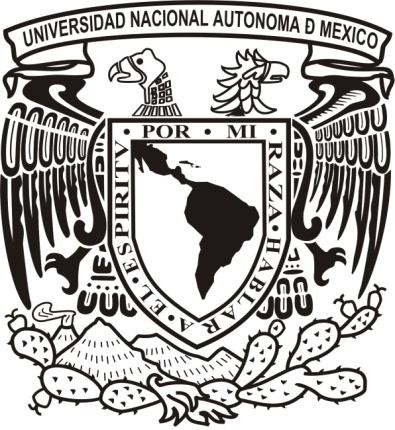 UNIVERSIDAD NACIONAL AUTONOMA Đ MEXICO
POR • MI • RAZA • HABLARA • EL • ESPIRITV •